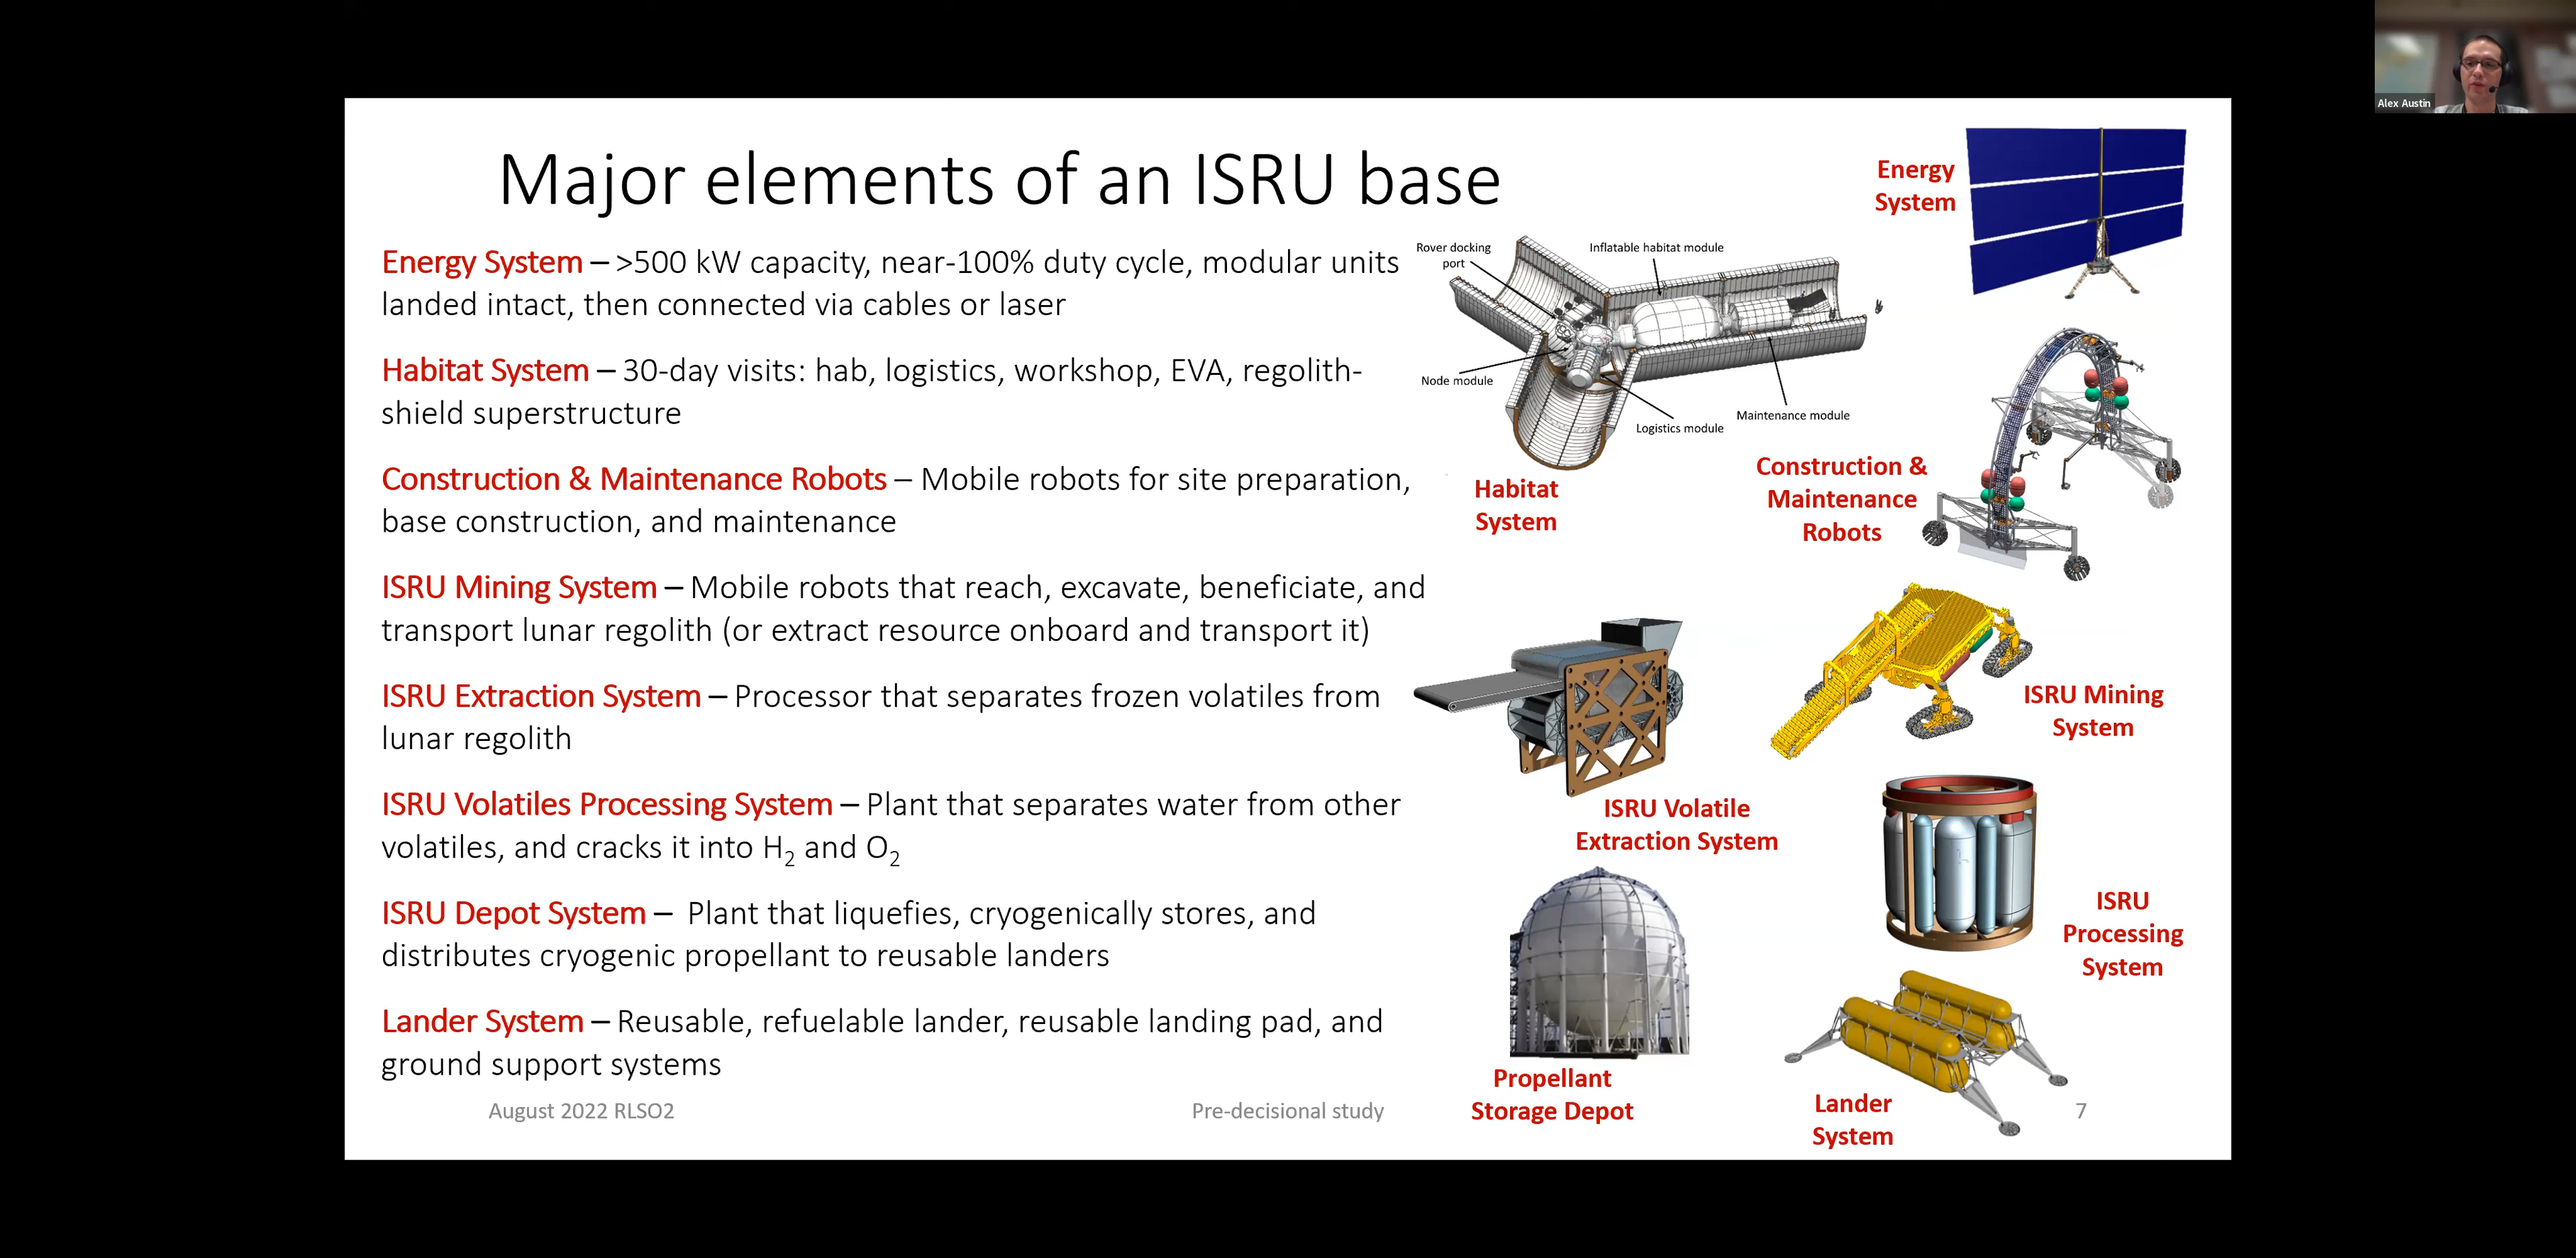 Alex Austin
Major elements of an ISRU base
Energy System – >500 kW capacity, near-100% duty cycle, modular units
landed intact, then connected via cables or laser
Habitat System – 30-day visits: hab, logistics, workshop, EVA, regolith-
shield superstructure
Construction & Maintenance Robots – Mobile robots for site preparation,
base construction, and maintenance
ISRU Mining System – Mobile robots that reach, excavate, beneficiate, and
transport lunar regolith (or extract resource onboard and transport it)
ISRU Extraction System – Processor that separates frozen volatiles from
lunar regolith
ISRU Volatiles Processing System – Plant that separates water from other
volatiles, and cracks it into H₂ and O₂
ISRU Depot System – Plant that liquefies, cryogenically stores, and
distributes cryogenic propellant to reusable landers
Lander System – Reusable, refuelable lander, reusable landing pad, and
ground support systems
Energy
System
Rover docking
port
Inflatable habitat module
Node module
Logistics module
Maintenance module
Habitat
System
Construction &
Maintenance
Robots
ISRU Mining
System
ISRU Volatile
Extraction System
ISRU
Processing
System
Propellant
Storage Depot
Lander
System
August 2022 RLSO2
Pre-decisional study
7